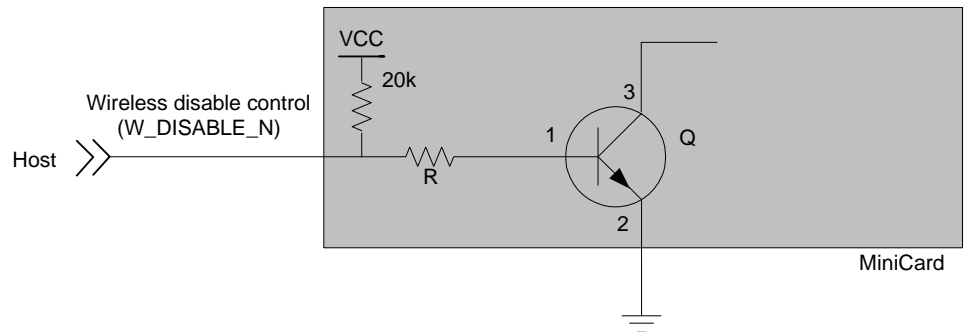 VCC
20k
Wireless disable control
(W_DISABLE_N)
3
1
Q
Host
R
2
MiniCard